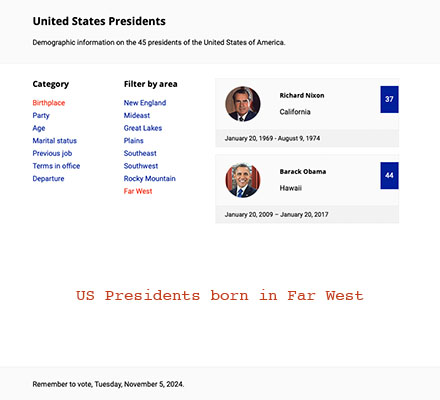 United States Presidents
Demographic information on the 45 presidents of the United States of America.
Category
Birthplace
Party
Age
Marital status
Previous job
Terms in office
Departure
Filter by area
New England
Mideast
Great Lakes
Plains
Southeast
Southwest
Rocky Mountain
Far West
Richard Nixon
37
California
January 20, 1969 - August 9, 1974
Barack Obama
44
Hawaii
January 20, 2009 – January 20, 2017
US Presidents born in Far West
Remember to vote, Tuesday, November 5, 2024.